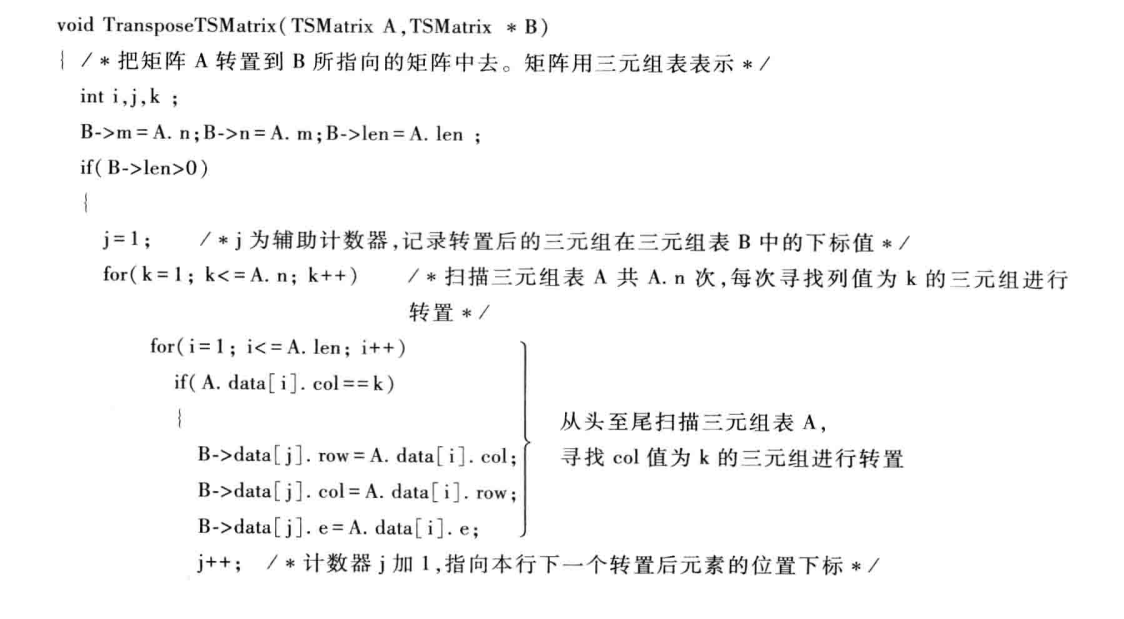 void TransposeTSMatrix(TSMatrix A,TSMatrix * B)
{ /*把矩阵 A 转置到 B 所指向的矩阵中去。矩阵用三元组表表示*/
int i,j,k ;
B->m=A. n;B->n=A. m;B->len=A. len ;
if(B->len>0)
{
j=1; /*j 为辅助计数器,记录转置后的三元组在三元组表 B 中的下标值*/
for(k=1; k<=A. n; k++) /*扫描三元组表 A 共 A. n 次,每次寻找列值为 k 的三元组进行
转置*/
for(i=1; i<=A. len; i++)
if(A. data[i]. col==k)
{
从头至尾扫描三元组表 A,
B->data[j]. row=A. data[i]. col; 寻找 col 值为 k 的三元组进行转置
B->data[j]. col=A. data[i]. row;
B->data[j]. e=A. data[i]. e;
j++; /*计数器 j 加 1,指向本行下一个转置后元素的位置下标*/